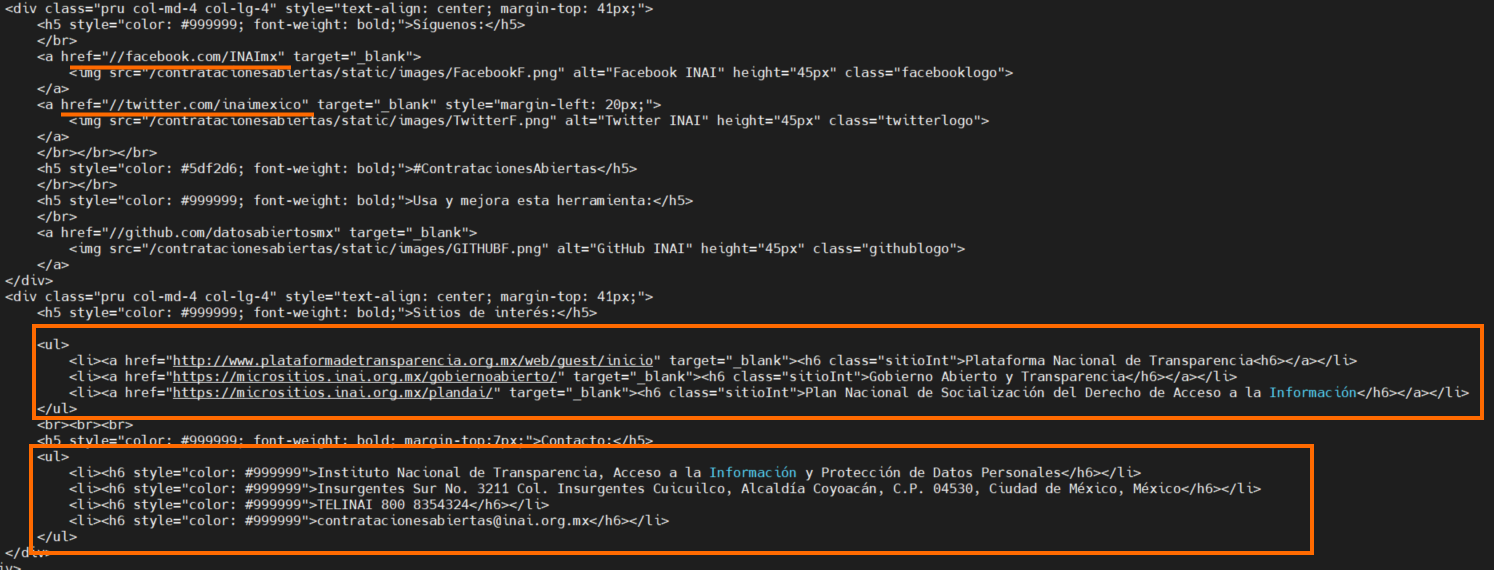 <div class="pru col-md-4 col-lg-4" style="text-align: center; margin-top: 41px;">
    <h5 style="color: #999999; font-weight: bold;">Síguenos:</h5>
    </br>
    <a href="//facebook.com/INAImx" target="_blank">
        <img src="/contratacionesabiertas/static/images/FacebookF.png" alt="Facebook INAI" height="45px" class="facebooklogo">
    </a>
    <a href="//twitter.com/inaimexico" target="_blank" style="margin-left: 20px;">
        <img src="/contratacionesabiertas/static/images/TwitterF.png" alt="Twitter INAI" height="45px" class="twitterlogo">
    </a>
    </br></br></br>
    <h5 style="color: #5df2d6; font-weight: bold;">#ContratacionesAbiertas</h5>
    </br></br>
    <h5 style="color: #999999; font-weight: bold;">Usa y mejora esta herramienta:</h5>
    </br>
    <a href="//github.com/datosabiertosmx" target="_blank">
        <img src="/contratacionesabiertas/static/images/GITHUBF.png" alt="GitHub INAI" height="45px" class="githublogo">
    </a>
</div>
<div class="pru col-md-4 col-lg-4" style="text-align: center; margin-top: 41px;">
    <h5 style="color: #999999; font-weight: bold;">Sitios de interés:</h5>
    <ul>
        <li><a href="http://www.plataformadetransparencia.org.mx/web/guest/inicio" target="_blank"><h6 class="sitioInt">Plataforma Nacional de Transparencia<h6></a></li>
        <li><a href="https://micrositios.inai.org.mx/gobiernoabierto/" target="_blank"><h6 class="sitioInt">Gobierno Abierto y Transparencia</h6></a></li>
        <li><a href="https://micrositios.inai.org.mx/plandai/" target="_blank"><h6 class="sitioInt">Plan Nacional de Socialización del Derecho de Acceso a la Información</h6></a></li>
    </ul>
    <br><br><br>
    <h5 style="color: #999999; font-weight: bold; margin-top:7px;">Contacto:</h5>
    <ul>
        <li><h6 style="color: #999999">Instituto Nacional de Transparencia, Acceso a la Información y Protección de Datos Personales</h6></li>
        <li><h6 style="color: #999999">Insurgentes Sur No. 3211 Col. Insurgentes Cuicuilco, Alcaldía Coyoacán, C.P. 04530, Ciudad de México, México</h6></li>
        <li><h6 style="color: #999999">TELINAI 800 8354324</h6></li>
        <li><h6 style="color: #999999">contratacionesabiertas@inai.org.mx</h6></li>
    </ul>
</div>
iv>